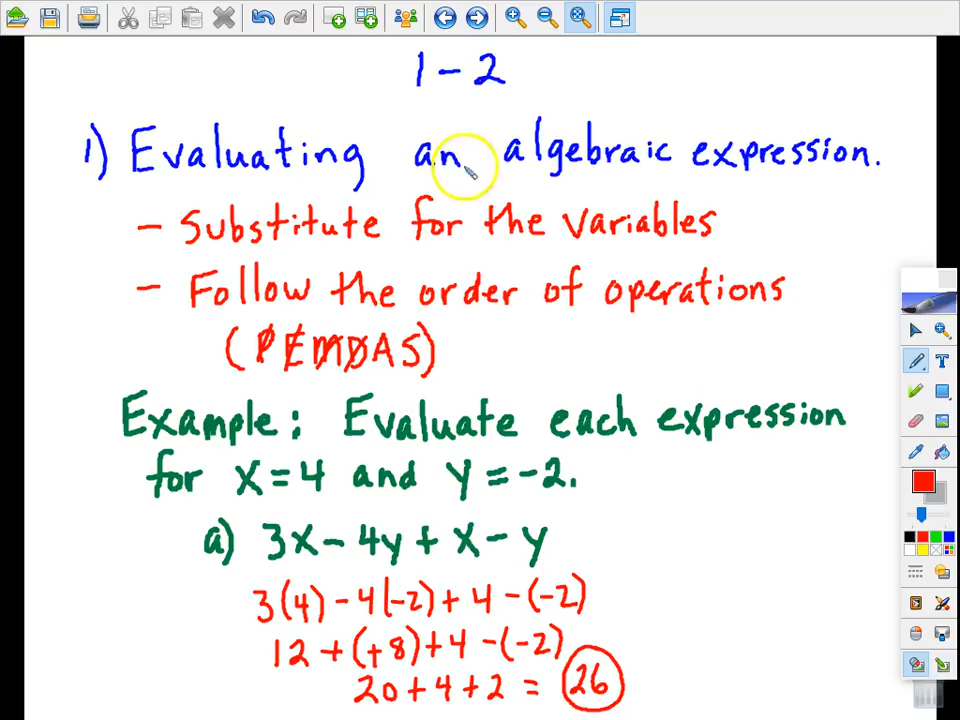 1-2
1) Evaluating an algebraic expression.
- Substitute for the variables
- Follow the order of operations
(PEMDAS)
Example: Evaluate each expression
for x=4 and y=-2.
a) 3x-4y+x-y
3(4)-4(-2)+4-(-2)
12+(+8)+4-(-2)
20+4+2=26
T